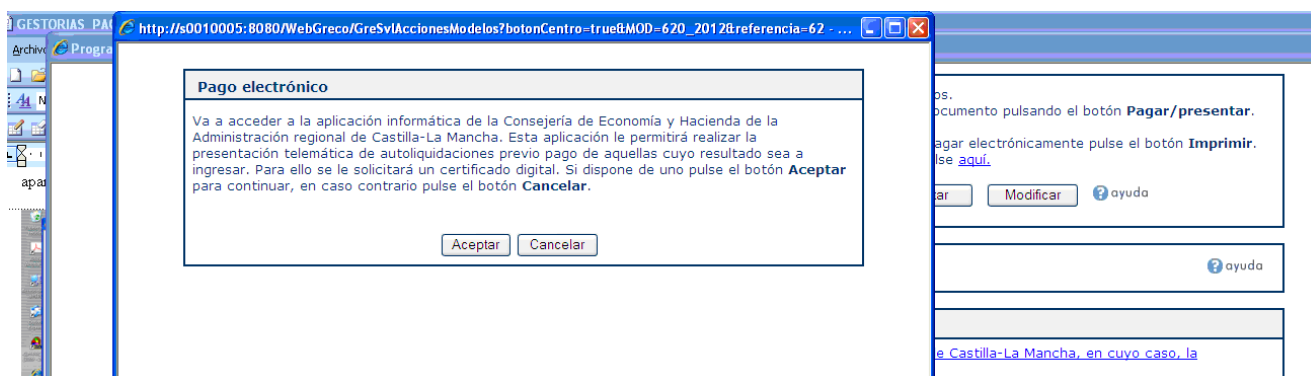 GESTORIAS PA
http://s0010005:8080/WebGreco/GreSvlAccionesModelos?botonCentro=true&MOD=620_2012&referencia=62 - ...
Archivo
Progra
Pago electrónico
Va a acceder a la aplicación informática de la Consejería de Economía y Hacienda de la
Administración regional de Castilla-La Mancha. Esta aplicación le permitirá realizar la
presentación telemática de autoliquidaciones previo pago de aquellas cuyo resultado sea a
ingresar. Para ello se le solicitará un certificado digital. Si dispone de uno pulse el botón Aceptar
para continuar, en caso contrario pulse el botón Cancelar.
Aceptar Cancelar
os.
ocumento pulsando el botón Pagar/presentar.
agar electrónicamente pulse el botón Imprimir.
lse aquí.
tar Modificar ayuda
ayuda
e Castilla-La Mancha, en cuyo caso, la
N
apar